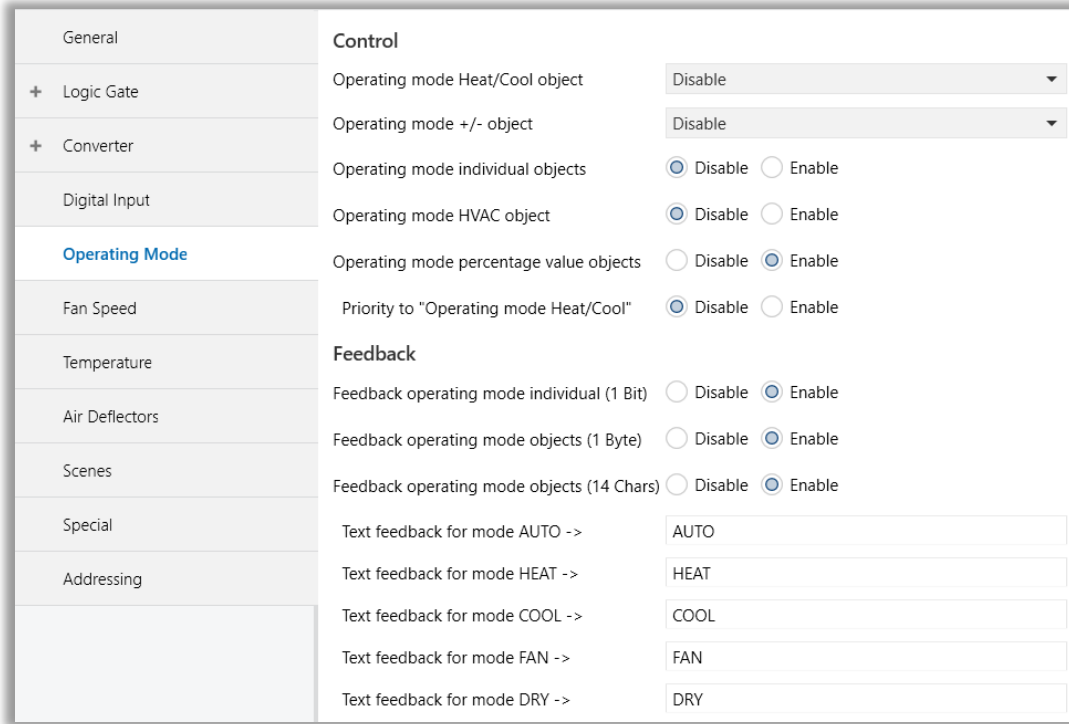 General
+ Logic Gate
+ Converter
Digital Input
Operating Mode
Fan Speed
Temperature
Air Deflectors
Scenes
Special
Addressing
Control
Operating mode Heat/Cool object Disable
Operating mode +/- object Disable
Operating mode individual objects Disable Enable
Operating mode HVAC object Disable Enable
Operating mode percentage value objects Disable Enable
Priority to "Operating mode Heat/Cool" Disable Enable
Feedback
Feedback operating mode individual (1 Bit) Disable Enable
Feedback operating mode objects (1 Byte) Disable Enable
Feedback operating mode objects (14 Chars) Disable Enable
Text feedback for mode AUTO -> AUTO
Text feedback for mode HEAT -> HEAT
Text feedback for mode COOL -> COOL
Text feedback for mode FAN -> FAN
Text feedback for mode DRY -> DRY